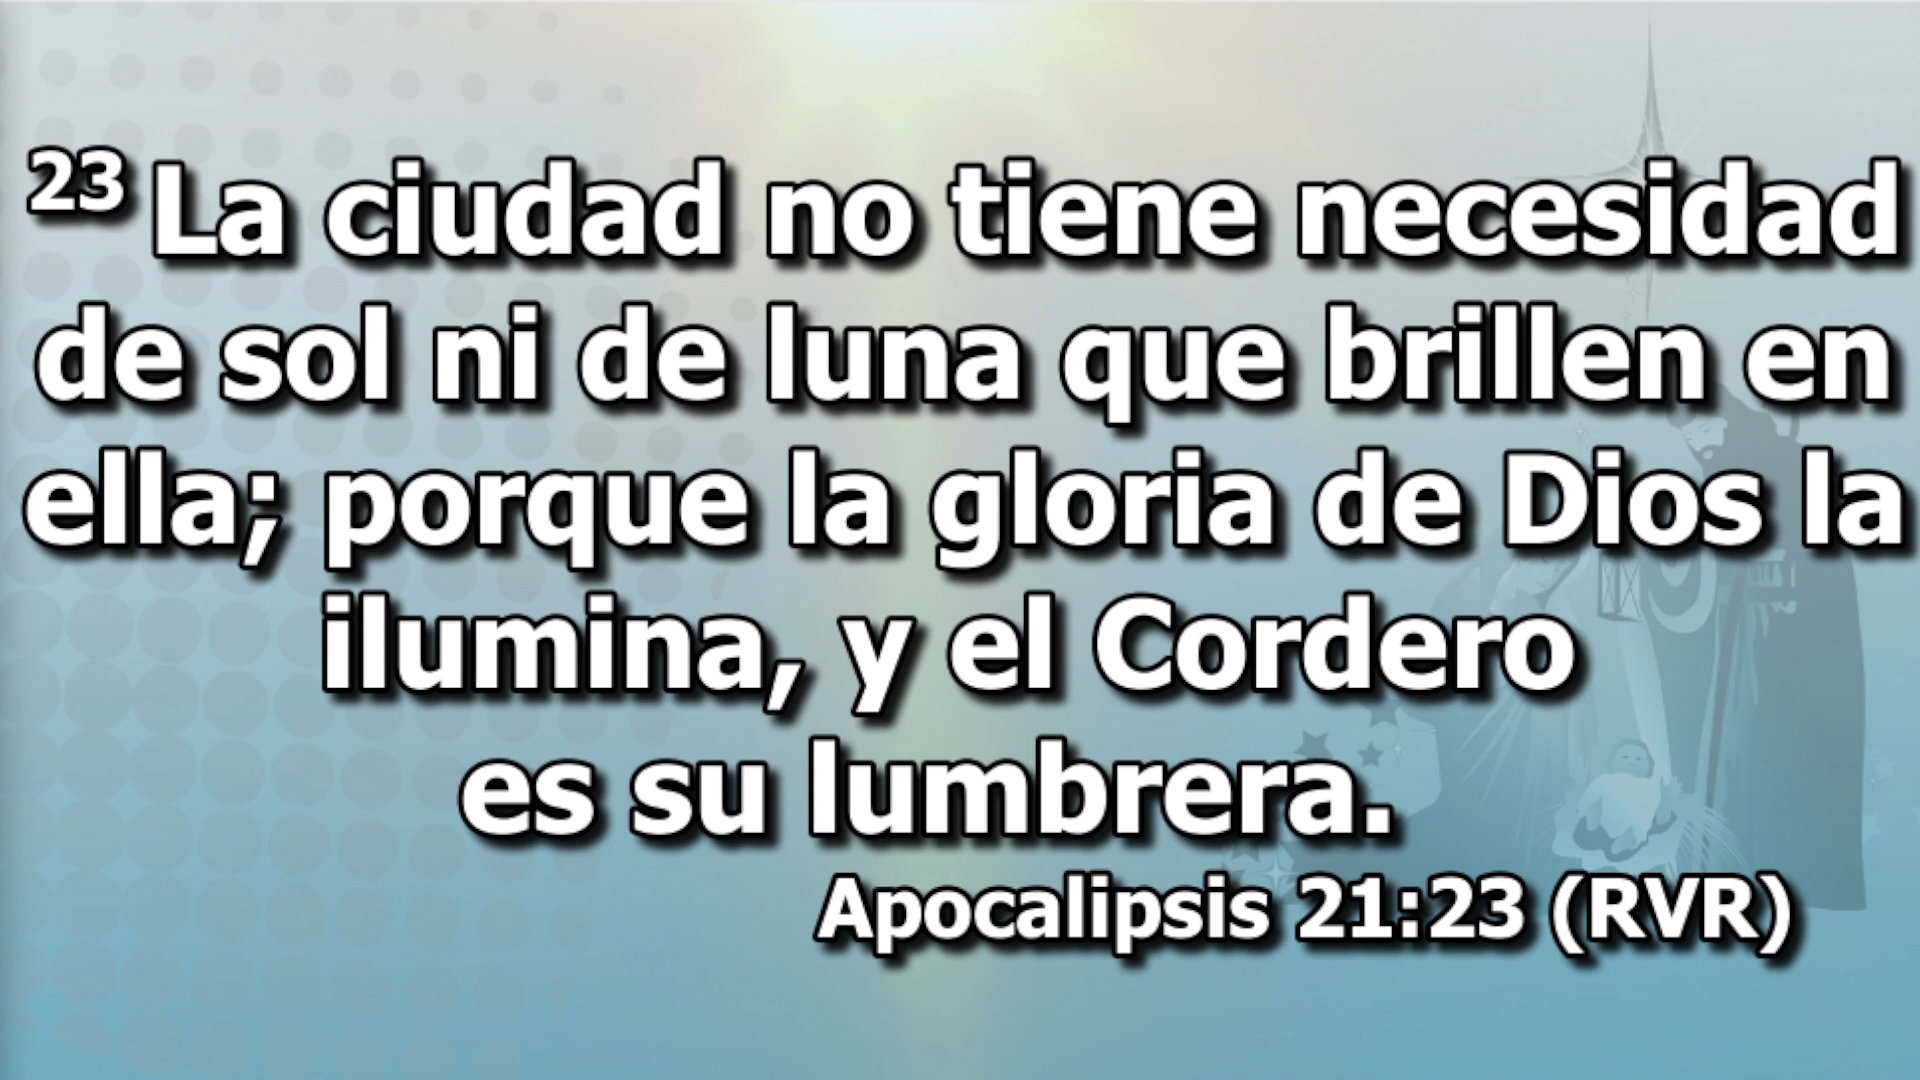 23 La ciudad no tiene necesidad
de sol ni de luna que brillen en
ella; porque la gloria de Dios la
ilumina, y el Cordero
es su lumbrera.
Apocalipsis 21:23 (RVR)